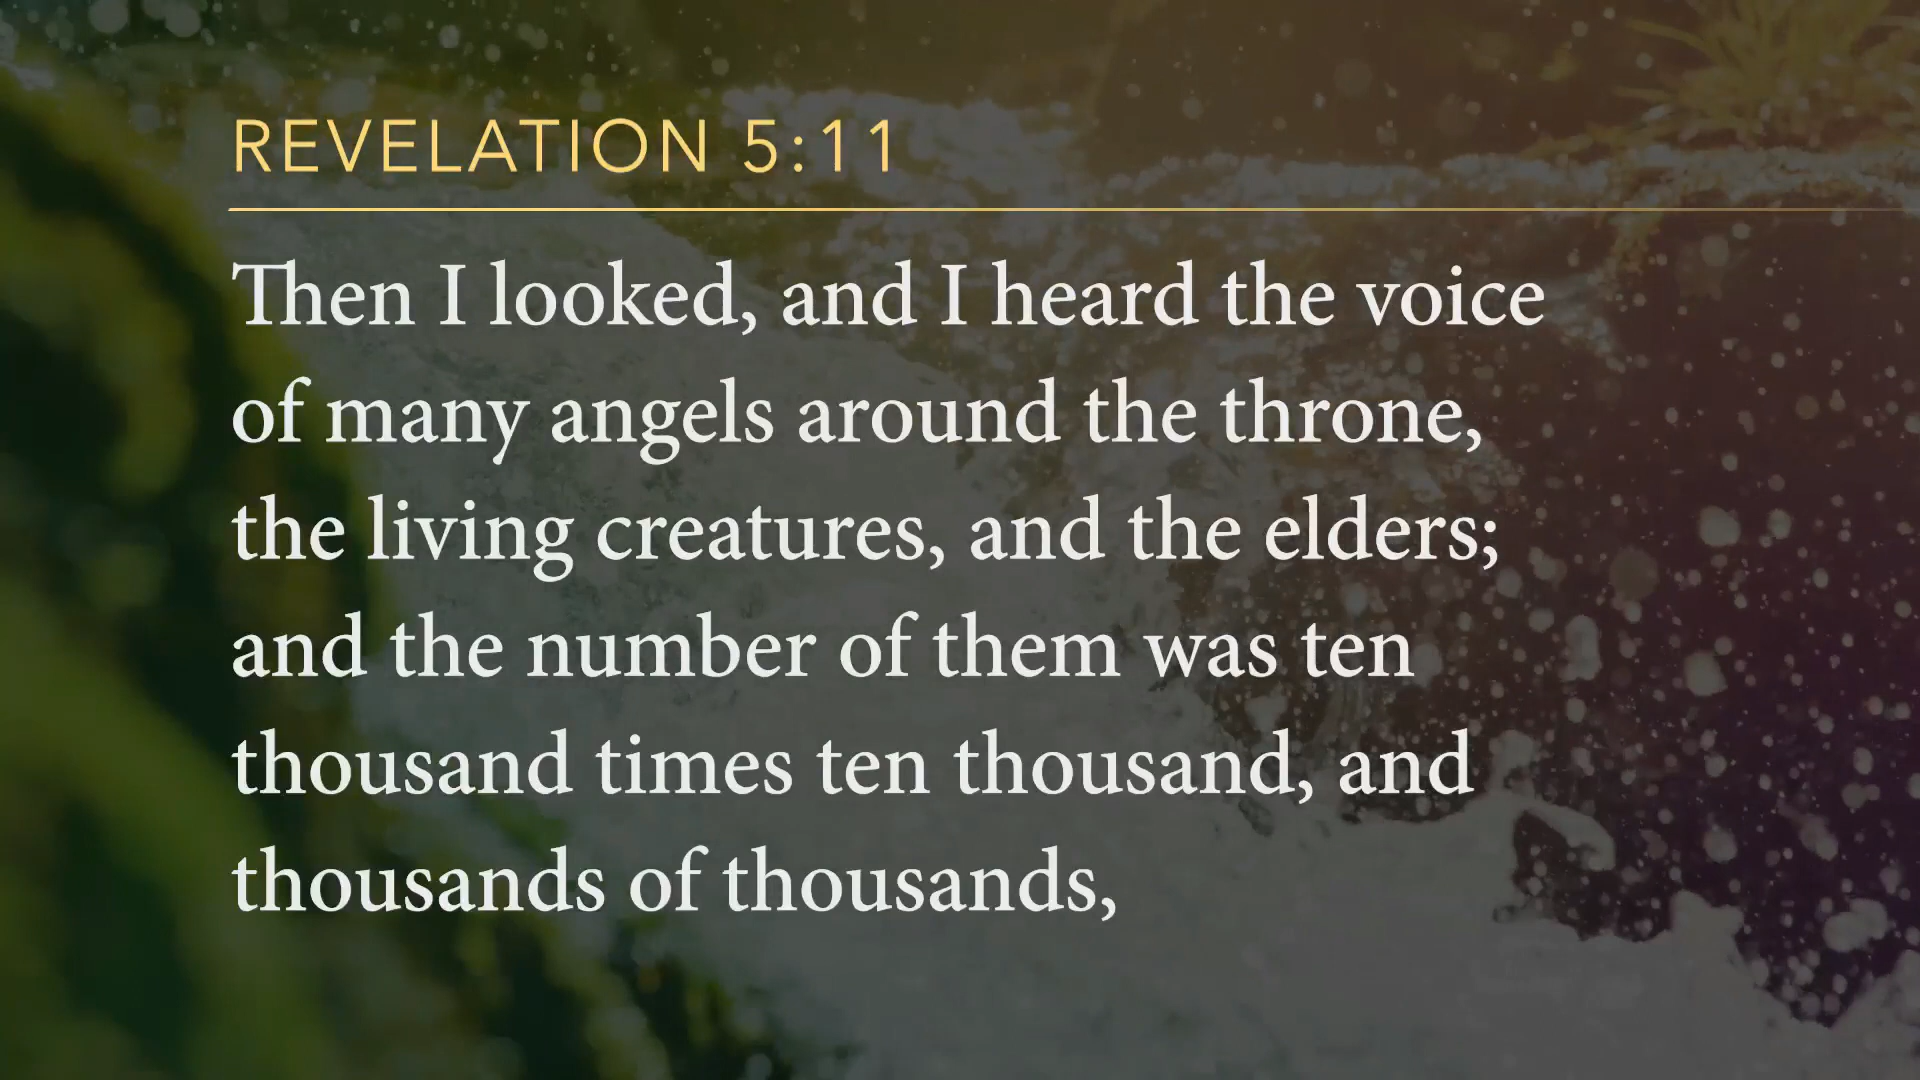 REVELATION 5:11
Then I looked, and I heard the voice
of many angels around the throne,
the living creatures, and the elders;
and the number of them was ten
thousand times ten thousand, and
thousands of thousands,